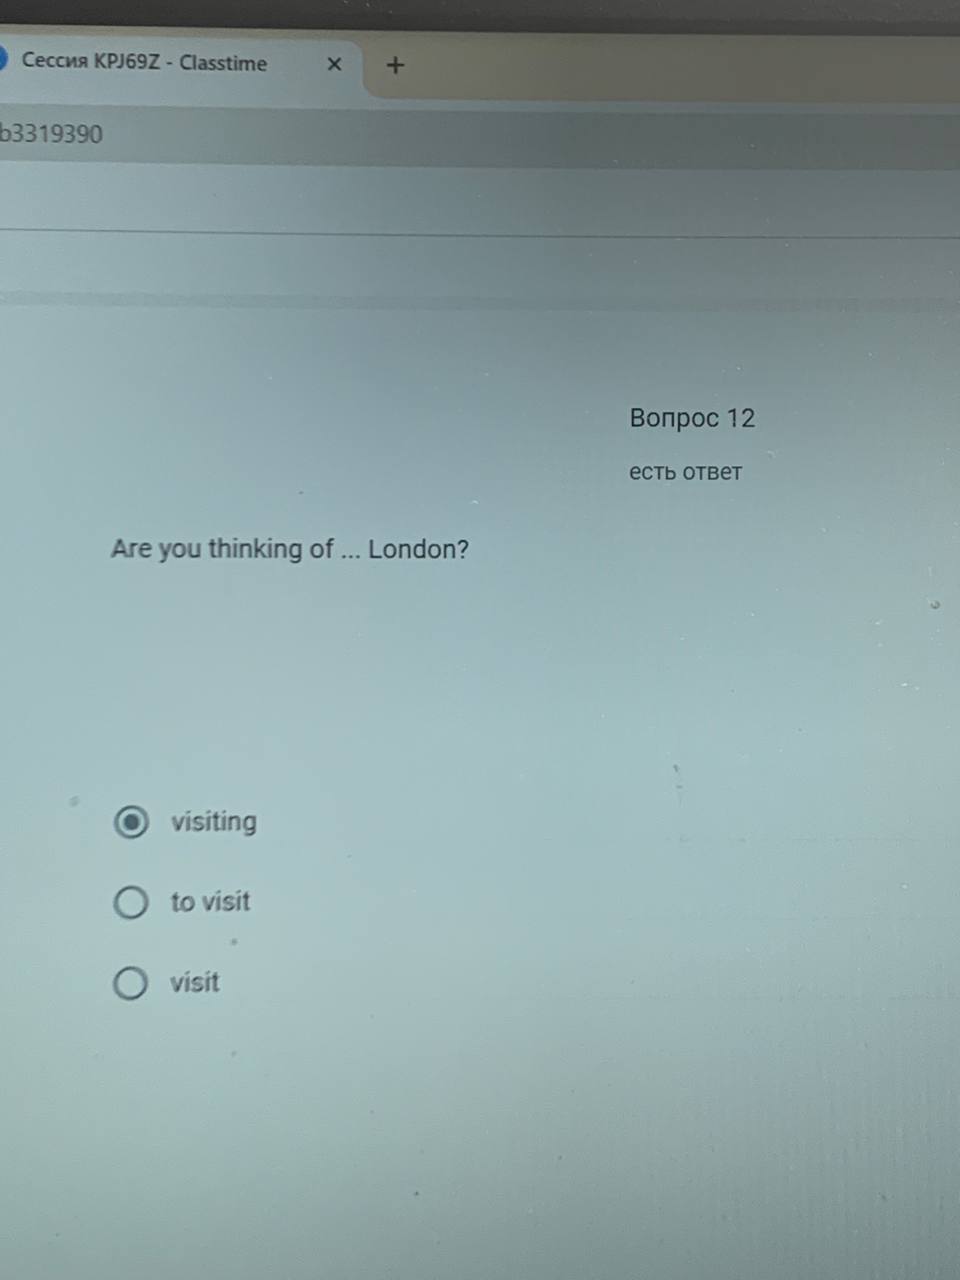 Сессия KPJ69Z - Classtime
b3319390
Вопрос 12
есть ответ
Are you thinking of ... London?
visiting
to visit
visit